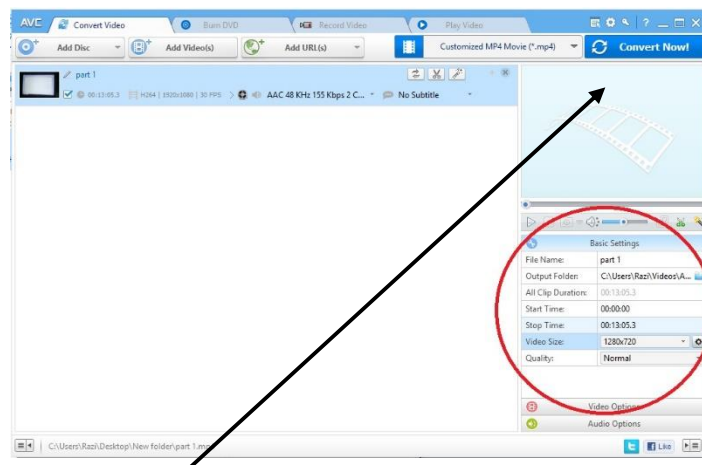 AVC Convert Video Burn DVD Record Video Play Video ?
Add Disc Add Video(s) Add URL(s) Customized MP4 Movie (*.mp4) Convert Now!
part 1
00:13:05.3 H264 | 1920x1080 | 30 FPS > AAC 48 KHz 155 Kbps 2 C... No Subtitle
Basic Settings
File Name: part 1
Output Folder: C:\Users\Razi\Videos\A...
All Clip Duration: 00:13:05.3
Start Time: 00:00:00
Stop Time: 00:13:05.3
Video Size: 1280x720
Quality: Normal
Video Options
Audio Options
C:\Users\Razi\Desktop\New folder\part 1.mp
Like